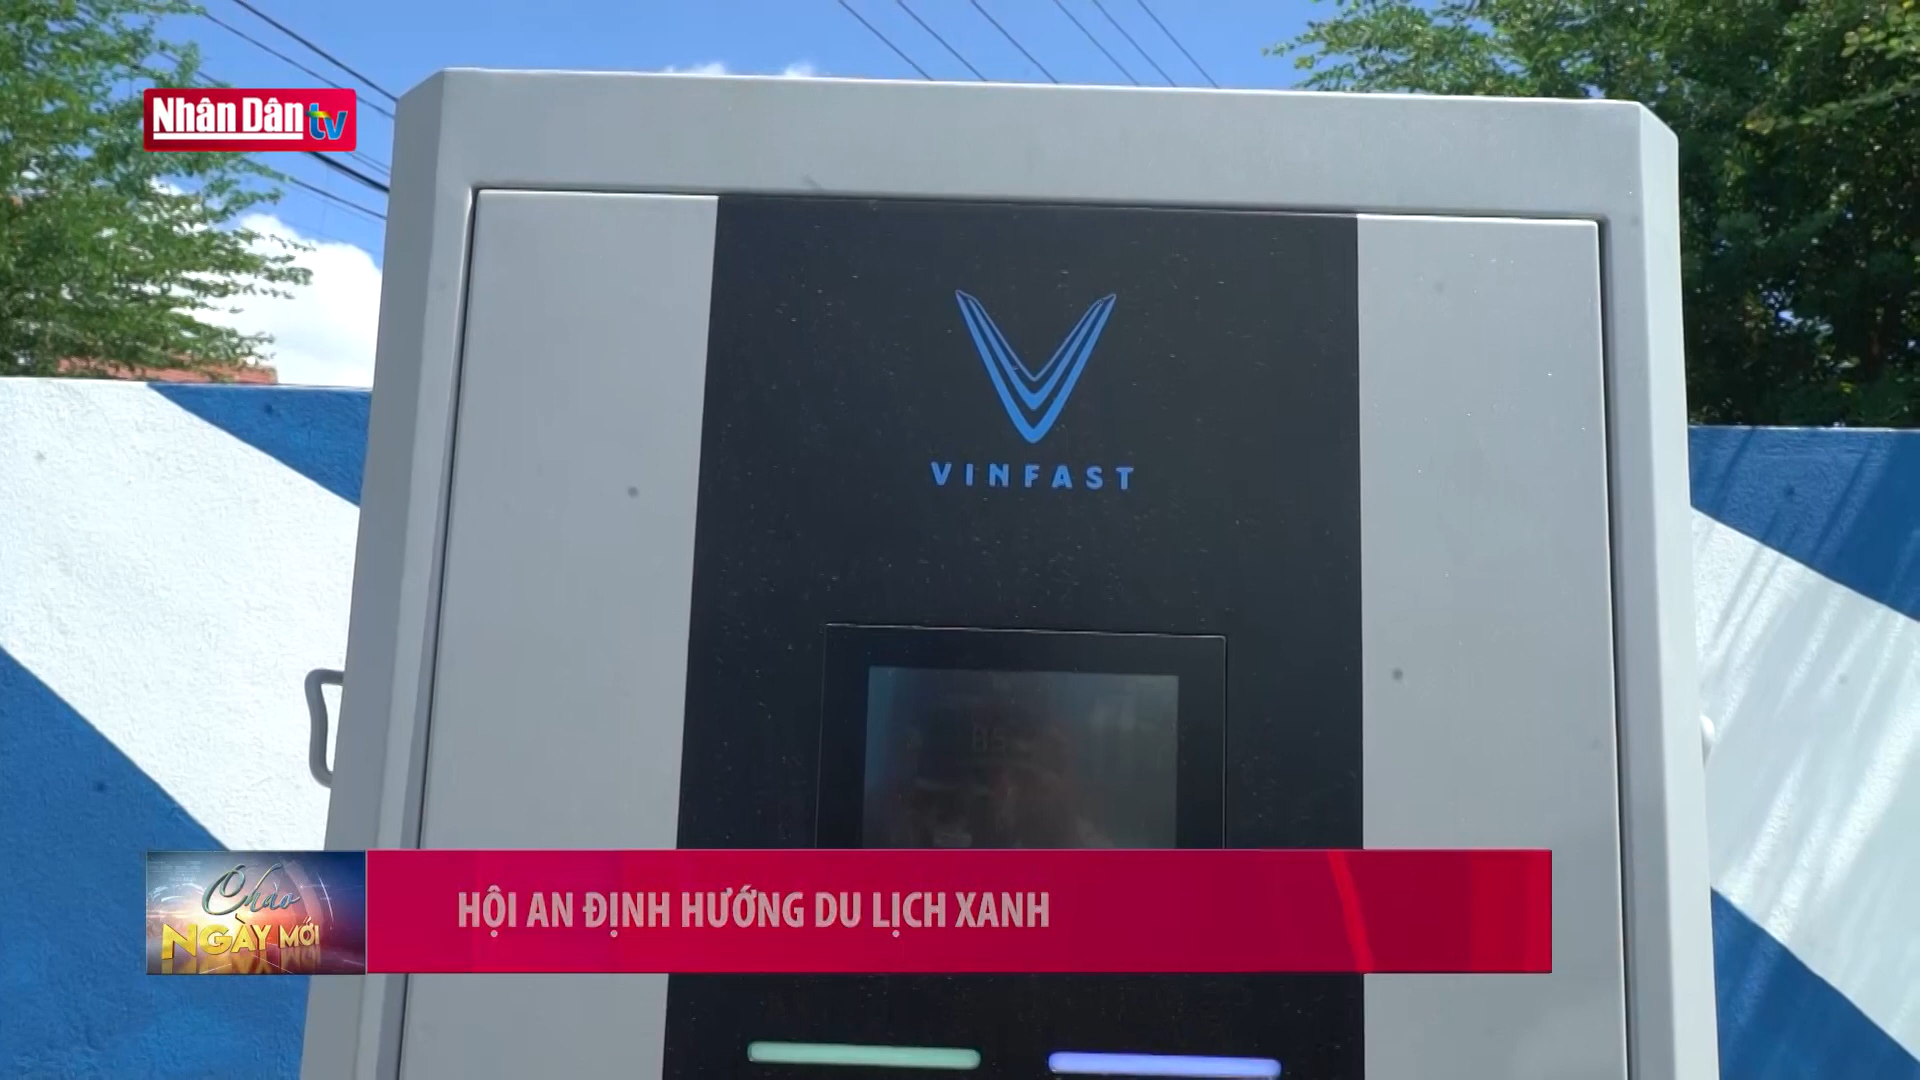 Nhân Dân tv
VINFAST
Chào
NGÀY MỚI
HỘI AN ĐỊNH HƯỚNG DU LỊCH XANH